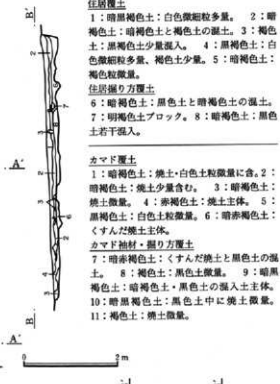 住居覆土
1：暗黒褐色土：白色微細粒多量。 2：暗
褐色土：暗褐色土と褐色土の混土。3：褐色
土：黒褐色土少量混入。 4：黒褐色土：白
色微細粒多量、褐色土少量。5：暗褐色土：
褐色粒微量。
住居掘り方覆土
6：暗褐色土：黒色土と暗褐色土の混土。
7：明褐色土ブロック。8：暗褐色土：黒色
土若干混入。
カマド覆土
1：暗褐色土：焼土・白色土粒微量に含。2：
暗褐色土：焼土少量含む。 3：暗褐色土：
焼土微量。 4：赤褐色土：焼土主体。 5：
黒褐色土：白色土粒微量。6：暗赤褐色土：
くすんだ焼土主体。
カマド袖材・掘り方覆土
7：暗赤褐色土：くすんだ焼土と黒色土の混
土。 8：褐色土：黒色土微量。 9：暗黒
褐色土：暗褐色土・黒色土の混入土主体。
10：暗黒褐色土：黒色土中に焼土微量。
11：褐色土：焼土微量。
B'
2
7
3
2
6
2
3
4
5
B
A'
A'
0 2m